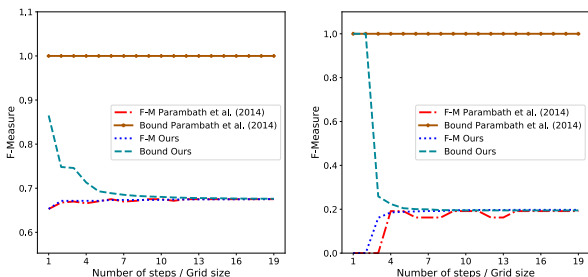 1,1
1,0
0,9
0,8
0,7
0,6
F-Measure
F-M Parambath et al. (2014)
Bound Parambath et al. (2014)
F-M Ours
Bound Ours
1 4 7 10 13 16 19
Number of steps / Grid size
1,0
0,8
0,6
0,4
0,2
0,0
F-Measure
F-M Parambath et al. (2014)
Bound Parambath et al. (2014)
F-M Ours
Bound Ours
1 4 7 10 13 16 19
Number of steps / Grid size